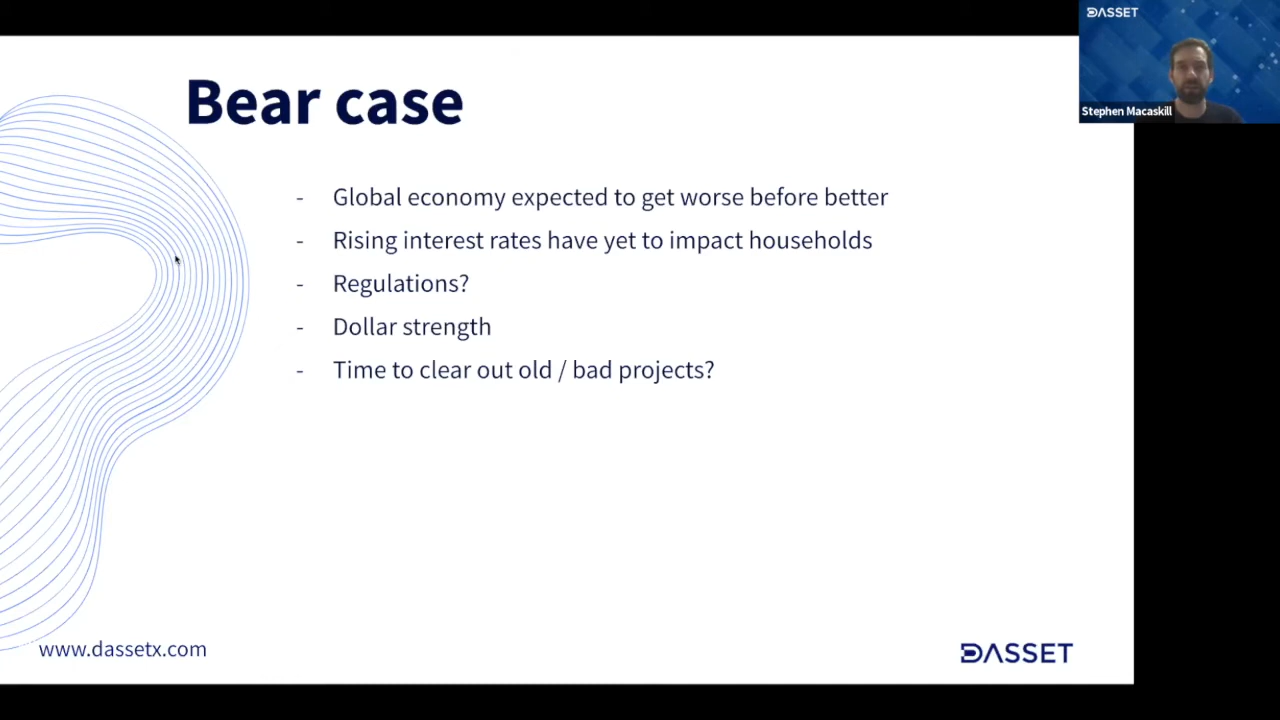 DASSET
Stephen Macaskill
Bear case
- Global economy expected to get worse before better
- Rising interest rates have yet to impact households
- Regulations?
- Dollar strength
- Time to clear out old / bad projects?
www.dassetx.com
DASSET